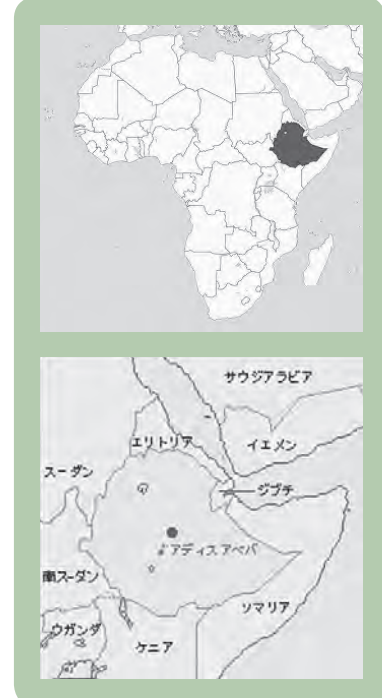 サウジアラビア
エリトリア
イエメン
スーダン
ジブチ
アディスアベバ
南スーダン
ソマリア
ウガンダ
ケニア